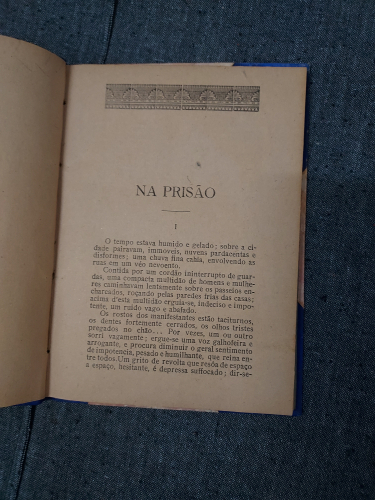 NA PRISÃO
I
O tempo estava humido e gelado; sobre a ci-
dade pairavam, immoveis, nuvens pardacentas e
disformes; uma chuva fina cahia, envolvendo as
ruas em um véo nevoento.
Contida por um cordão ininterrupto de guar-
das, uma compacta multidão de homens e mulhe-
res caminhavam lentamente sobre os passeios en-
charcados, roçando pelas paredes frias das casas;
acima d'esta multidão erguia-se, indeciso e impo-
tente, um ruido vago e abafado.
Os rostos dos manifestantes estão taciturnos,
os dentes fortemente cerrados, os olhos tristes
pregados no chão... Por vezes, um ou outro
sorri vagamente; ergue-se uma voz galhofeira e
arrogante, e procura diminuir o geral sentimento
de impotencia, pesado e humilhante, que reina en-
tre todos.Um grito de revolta que resôa de espaço
a espaço, hesitante, é depressa suffocado; dir-se-